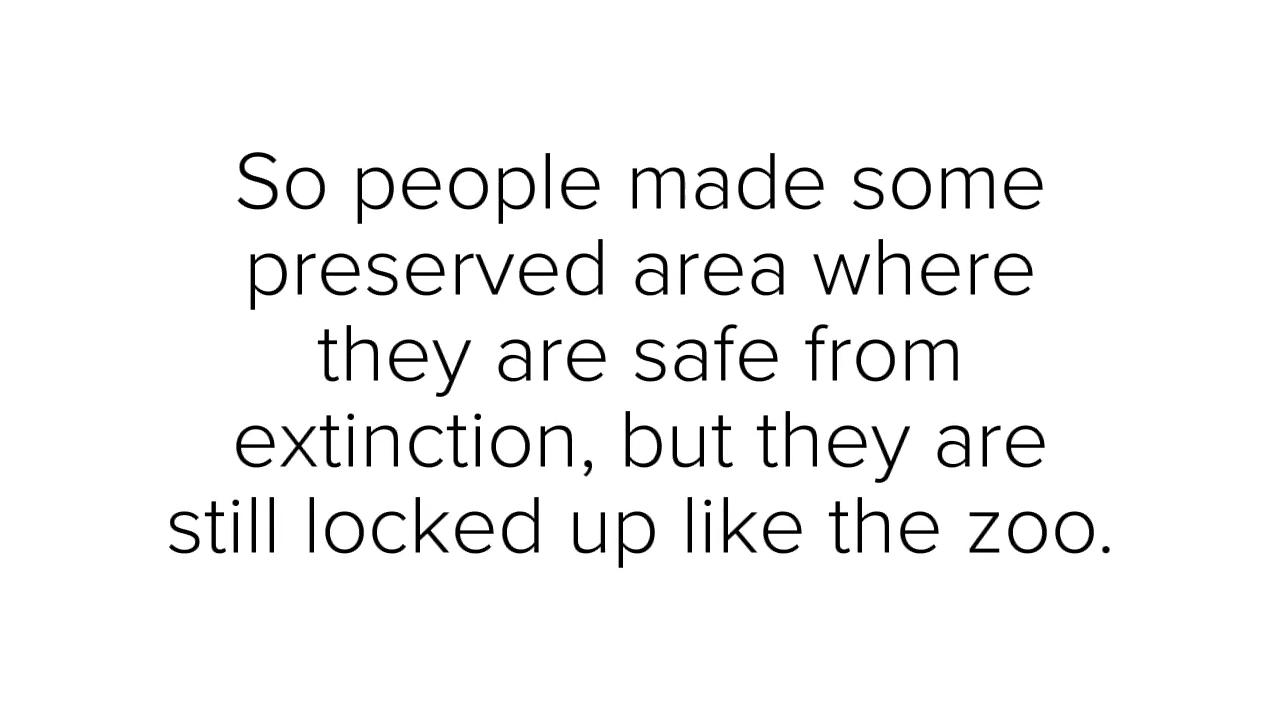 So people made some
preserved area where
they are safe from
extinction, but they are
still locked up like the zoo.